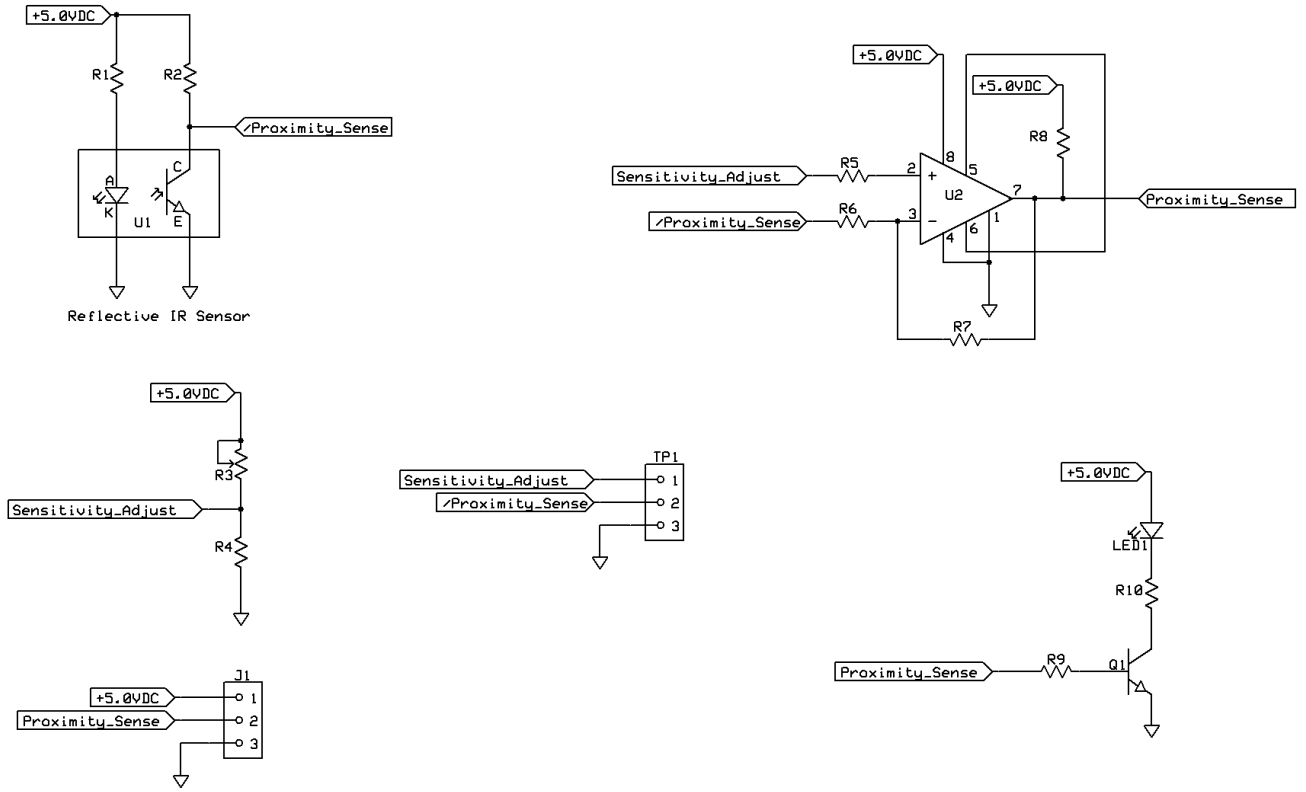 +5.0VDC
R1
R2
/Proximity_Sense
A
C
K
U1
E
Reflective IR Sensor
+5.0VDC
+5.0VDC
R8
Sensitivity_Adjust
R5
2
+
8
5
U2
7
Proximity_Sense
/Proximity_Sense
R6
3
-
4
6
1
R7
+5.0VDC
R3
Sensitivity_Adjust
R4
TP1
Sensitivity_Adjust
1
/Proximity_Sense
2
3
+5.0VDC
LED1
R10
Proximity_Sense
R9
Q1
J1
+5.0VDC
1
Proximity_Sense
2
3